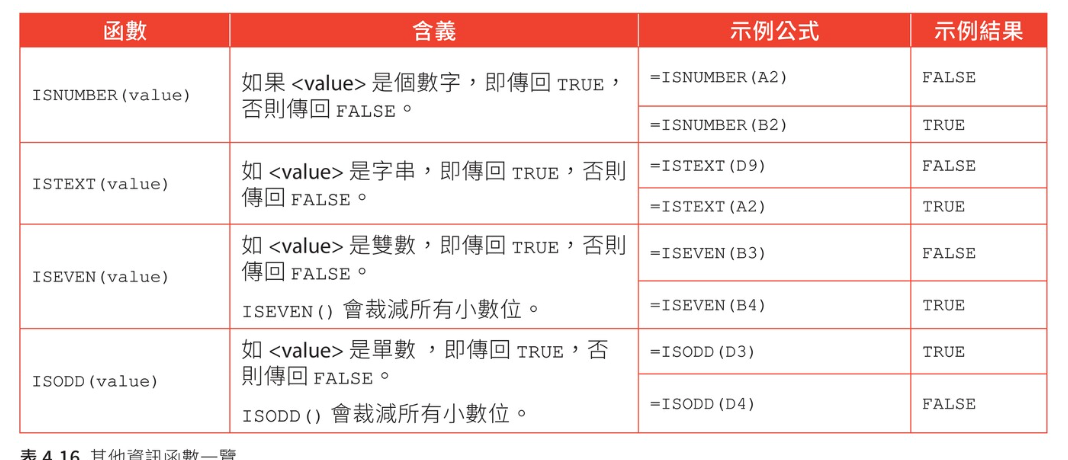 函數 含義 示例公式 示例結果
ISNUMBER(value)
如果 <value> 是個數字，即傳回 TRUE，
否則傳回 FALSE。
=ISNUMBER(A2) FALSE
=ISNUMBER(B2) TRUE
ISTEXT(value)
如 <value> 是字串，即傳回 TRUE，否則
傳回 FALSE。
=ISTEXT(D9) FALSE
=ISTEXT(A2) TRUE
ISEVEN(value)
如 <value> 是雙數，即傳回 TRUE，否則
傳回 FALSE。
ISEVEN() 會裁減所有小數位。
=ISEVEN(B3) FALSE
=ISEVEN(B4) TRUE
ISODD(value)
如 <value> 是單數 ，即傳回 TRUE，否
則傳回 FALSE。
ISODD() 會裁減所有小數位。
=ISODD(D3) TRUE
=ISODD(D4) FALSE
表 4.16 其他資訊函數一覽